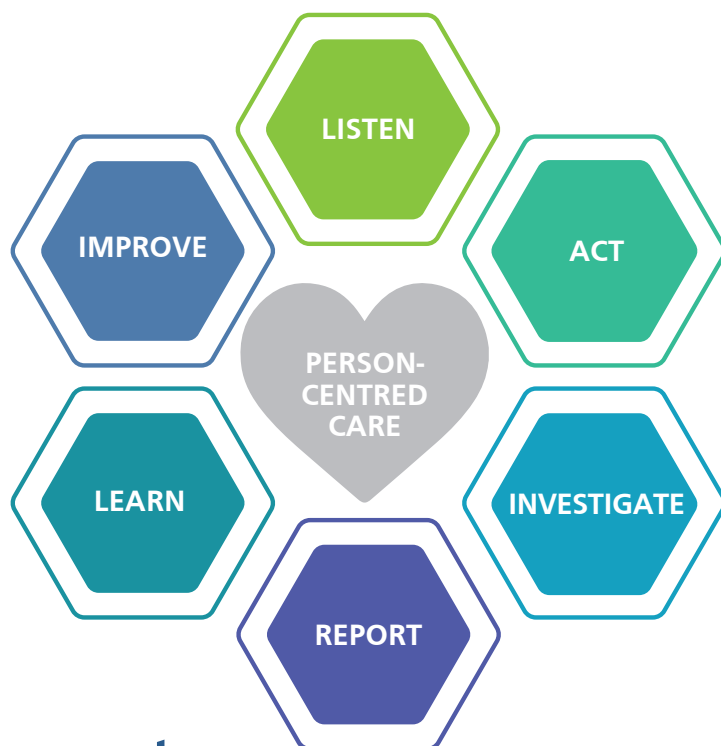 LISTEN
ACT
INVESTIGATE
REPORT
LEARN
IMPROVE
PERSON-
CENTRED
CARE